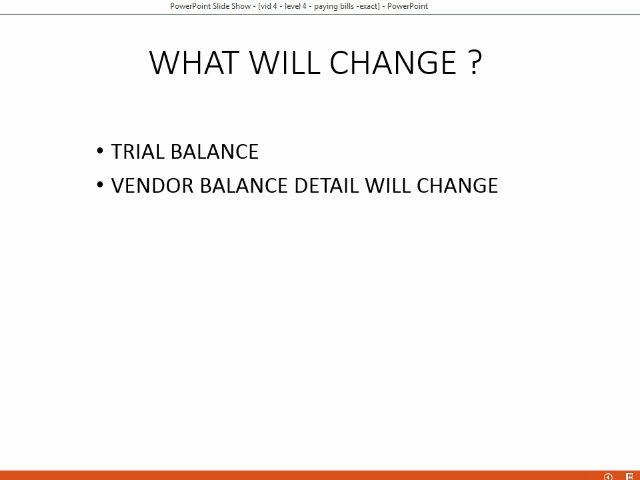 PowerPoint Slide Show - [vid 4 - level 4 - paying bills -exact] - PowerPoint
WHAT WILL CHANGE ?
• TRIAL BALANCE
• VENDOR BALANCE DETAIL WILL CHANGE